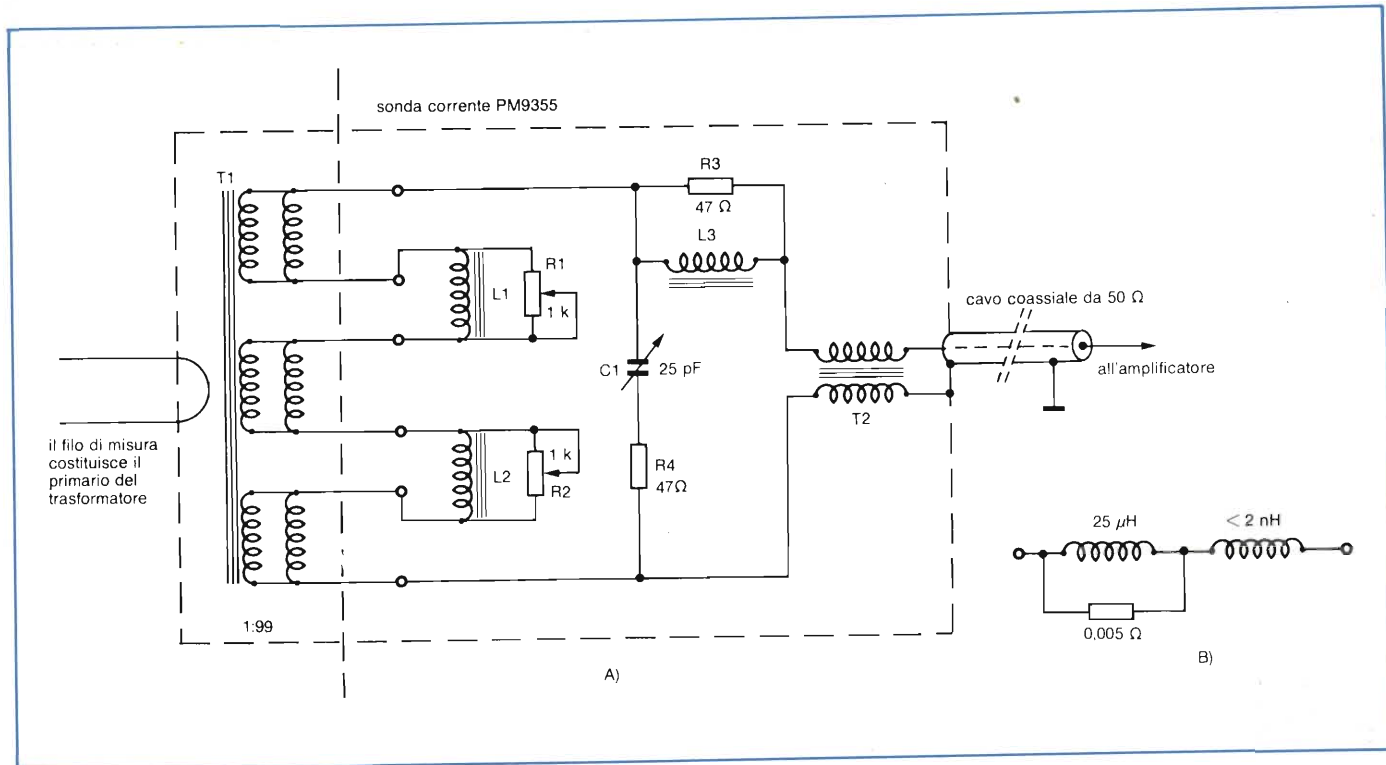 sonda corrente PM9355
T1
R3
47 Ω
L3
L1
R1
1 k
C1
25 pF
cavo coassiale da 50 Ω
all'amplificatore
T2
il filo di misura
costituisce il
primario del
trasformatore
L2
1 k
R2
R4
47Ω
25 μH
< 2 nH
0,005 Ω
1:99
A)
B)